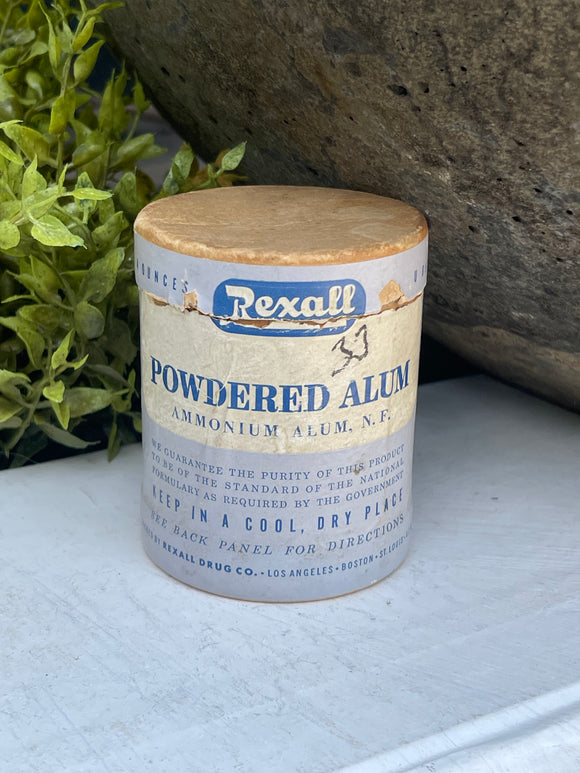 OUNCES
Rexall
POWDERED ALUM
AMMONIUM ALUM, N.F.
WE GUARANTEE THE PURITY OF THIS PRODUCT
TO BE OF THE STANDARD OF THE NATIONAL
FORMULARY AS REQUIRED BY THE GOVERNMENT
KEEP IN A COOL, DRY PLACE
SEE BACK PANEL FOR DIRECTIONS
BY REXALL DRUG CO. - LOS ANGELES • BOSTON • ST. LOUIS